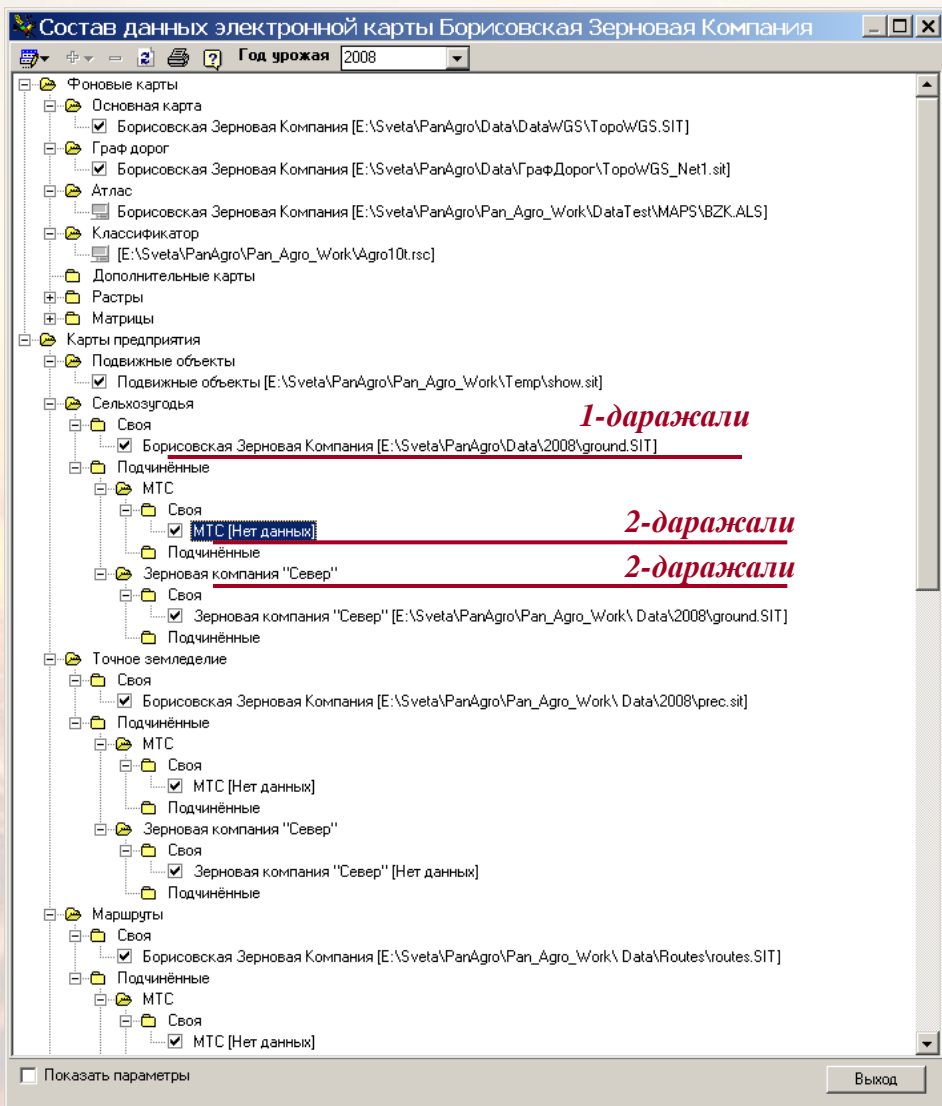 Состав данных электронной карты Борисовская Зерновая Компания
Год урожая 2008
Фоновые карты
Основная карта
Борисовская Зерновая Компания [E:\Sveta\PanAgro\Data\DataWGS\TopoWGS.SIT]
Граф дорог
Борисовская Зерновая Компания [E:\Sveta\PanAgro\Data\ГрафДорог\TopoWGS_Net1.sit]
Атлас
Борисовская Зерновая Компания [E:\Sveta\PanAgro\Pan_Agro_Work\DataTest\MAPS\BZK.ALS]
Классификатор
[E:\Sveta\PanAgro\Pan_Agro_Work\Agro10t.rsc]
Дополнительные карты
Растры
Матрицы
Карты предприятия
Подвижные объекты
Подвижные объекты [E:\Sveta\PanAgro\Pan_Agro_Work\Temp\show.sit]
Сельхозугодья
1-даражали
Своя
Борисовская Зерновая Компания [E:\Sveta\PanAgro\Data\2008\ground.SIT]
Подчинённые
МТС
Своя
МТС [Нет данных] 2-даражали
Подчинённые
Зерновая компания "Север" 2-даражали
Своя
Зерновая компания "Север" [E:\Sveta\PanAgro\Pan_Agro_Work\ Data\2008\ground.SIT]
Подчинённые
Точное земледелие
Своя
Борисовская Зерновая Компания [E:\Sveta\PanAgro\Pan_Agro_Work\ Data\2008\prec.sit]
Подчинённые
МТС
Своя
МТС [Нет данных]
Подчинённые
Зерновая компания "Север"
Своя
Зерновая компания "Север" [Нет данных]
Подчинённые
Маршруты
Своя
Борисовская Зерновая Компания [E:\Sveta\PanAgro\Pan_Agro_Work\ Data\Routes\routes.SIT]
Подчинённые
МТС
Своя
МТС [Нет данных]
Показать параметры
Выход